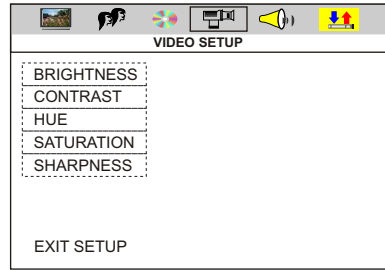 VIDEO SETUP
BRIGHTNESS
CONTRAST
HUE
SATURATION
SHARPNESS
EXIT SETUP